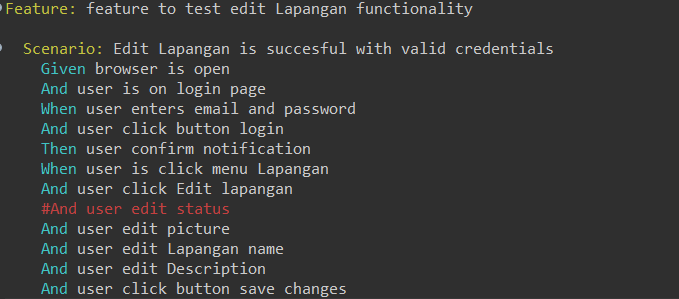 Feature: feature to test edit Lapangan functionality
Scenario: Edit Lapangan is succesful with valid credentials
Given browser is open
And user is on login page
When user enters email and password
And user click button login
Then user confirm notification
When user is click menu Lapangan
And user click Edit lapangan
#And user edit status
And user edit picture
And user edit Lapangan name
And user edit Description
And user click button save changes